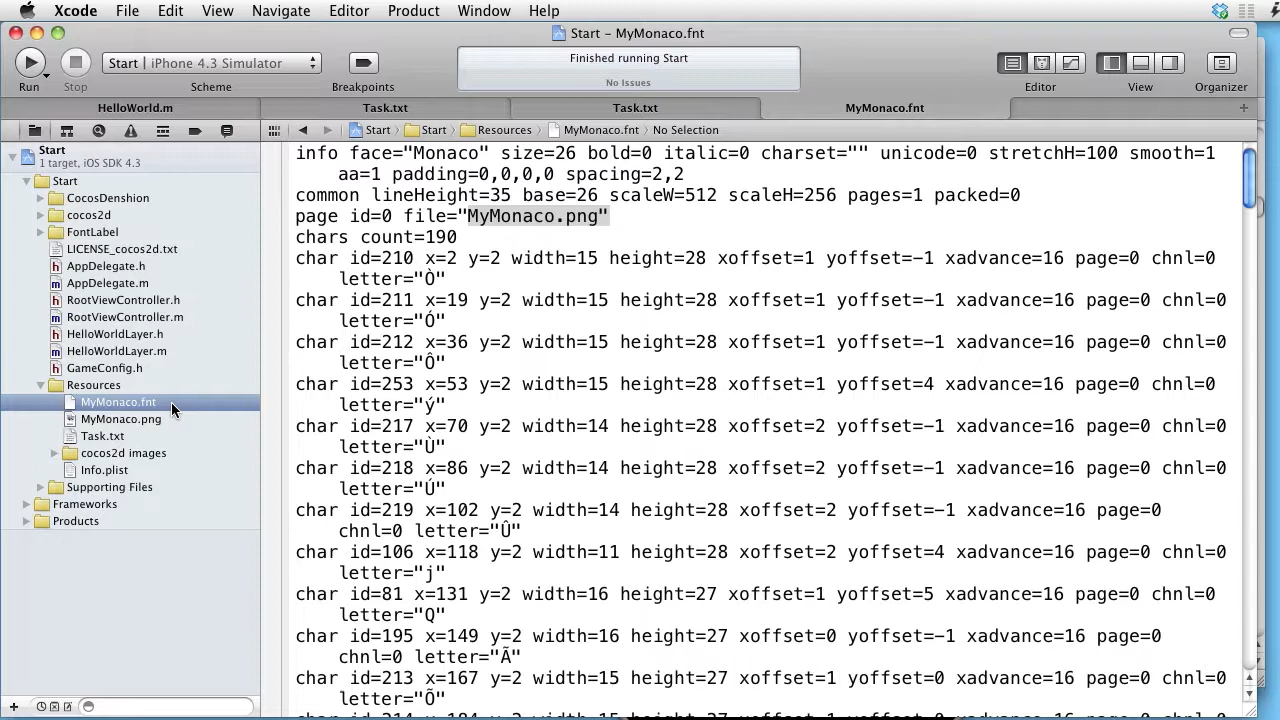 Xcode File Edit View Navigate Editor Product Window Help
Start – MyMonaco.fnt
Start | iPhone 4.3 Simulator
Finished running Start
No Issues
Run Stop Scheme Breakpoints Editor View Organizer
HelloWorld.m Task.txt Task.txt MyMonaco.fnt
Start Start Resources MyMonaco.fnt No Selection
Start
1 target, iOS SDK 4.3
Start
CocosDenshion
cocos2d
FontLabel
LICENSE_cocos2d.txt
AppDelegate.h
AppDelegate.m
RootViewController.h
RootViewController.m
HelloWorldLayer.h
HelloWorldLayer.m
GameConfig.h
Resources
MyMonaco.fnt
MyMonaco.png
Task.txt
cocos2d images
Info.plist
Supporting Files
Frameworks
Products
info face="Monaco" size=26 bold=0 italic=0 charset="" unicode=0 stretchH=100 smooth=1
aa=1 padding=0,0,0,0 spacing=2,2
common lineHeight=35 base=26 scaleW=512 scaleH=256 pages=1 packed=0
page id=0 file="MyMonaco.png"
chars count=190
char id=210 x=2 y=2 width=15 height=28 xoffset=1 yoffset=-1 xadvance=16 page=0 chnl=0
letter="Ò"
char id=211 x=19 y=2 width=15 height=28 xoffset=1 yoffset=-1 xadvance=16 page=0 chnl=0
letter="Ó"
char id=212 x=36 y=2 width=15 height=28 xoffset=1 yoffset=-1 xadvance=16 page=0 chnl=0
letter="Ô"
char id=253 x=53 y=2 width=15 height=28 xoffset=1 yoffset=4 xadvance=16 page=0 chnl=0
letter="ý"
char id=217 x=70 y=2 width=14 height=28 xoffset=2 yoffset=-1 xadvance=16 page=0 chnl=0
letter="Ù"
char id=218 x=86 y=2 width=14 height=28 xoffset=2 yoffset=-1 xadvance=16 page=0 chnl=0
letter="Ú"
char id=219 x=102 y=2 width=14 height=28 xoffset=2 yoffset=-1 xadvance=16 page=0
chnl=0 letter="Û"
char id=106 x=118 y=2 width=11 height=28 xoffset=2 yoffset=4 xadvance=16 page=0 chnl=0
letter="j"
char id=81 x=131 y=2 width=16 height=27 xoffset=1 yoffset=5 xadvance=16 page=0 chnl=0
letter="Q"
char id=195 x=149 y=2 width=16 height=27 xoffset=0 yoffset=-1 xadvance=16 page=0
chnl=0 letter="Ã"
char id=213 x=167 y=2 width=15 height=27 xoffset=1 yoffset=0 xadvance=16 page=0 chnl=0
letter="Õ"